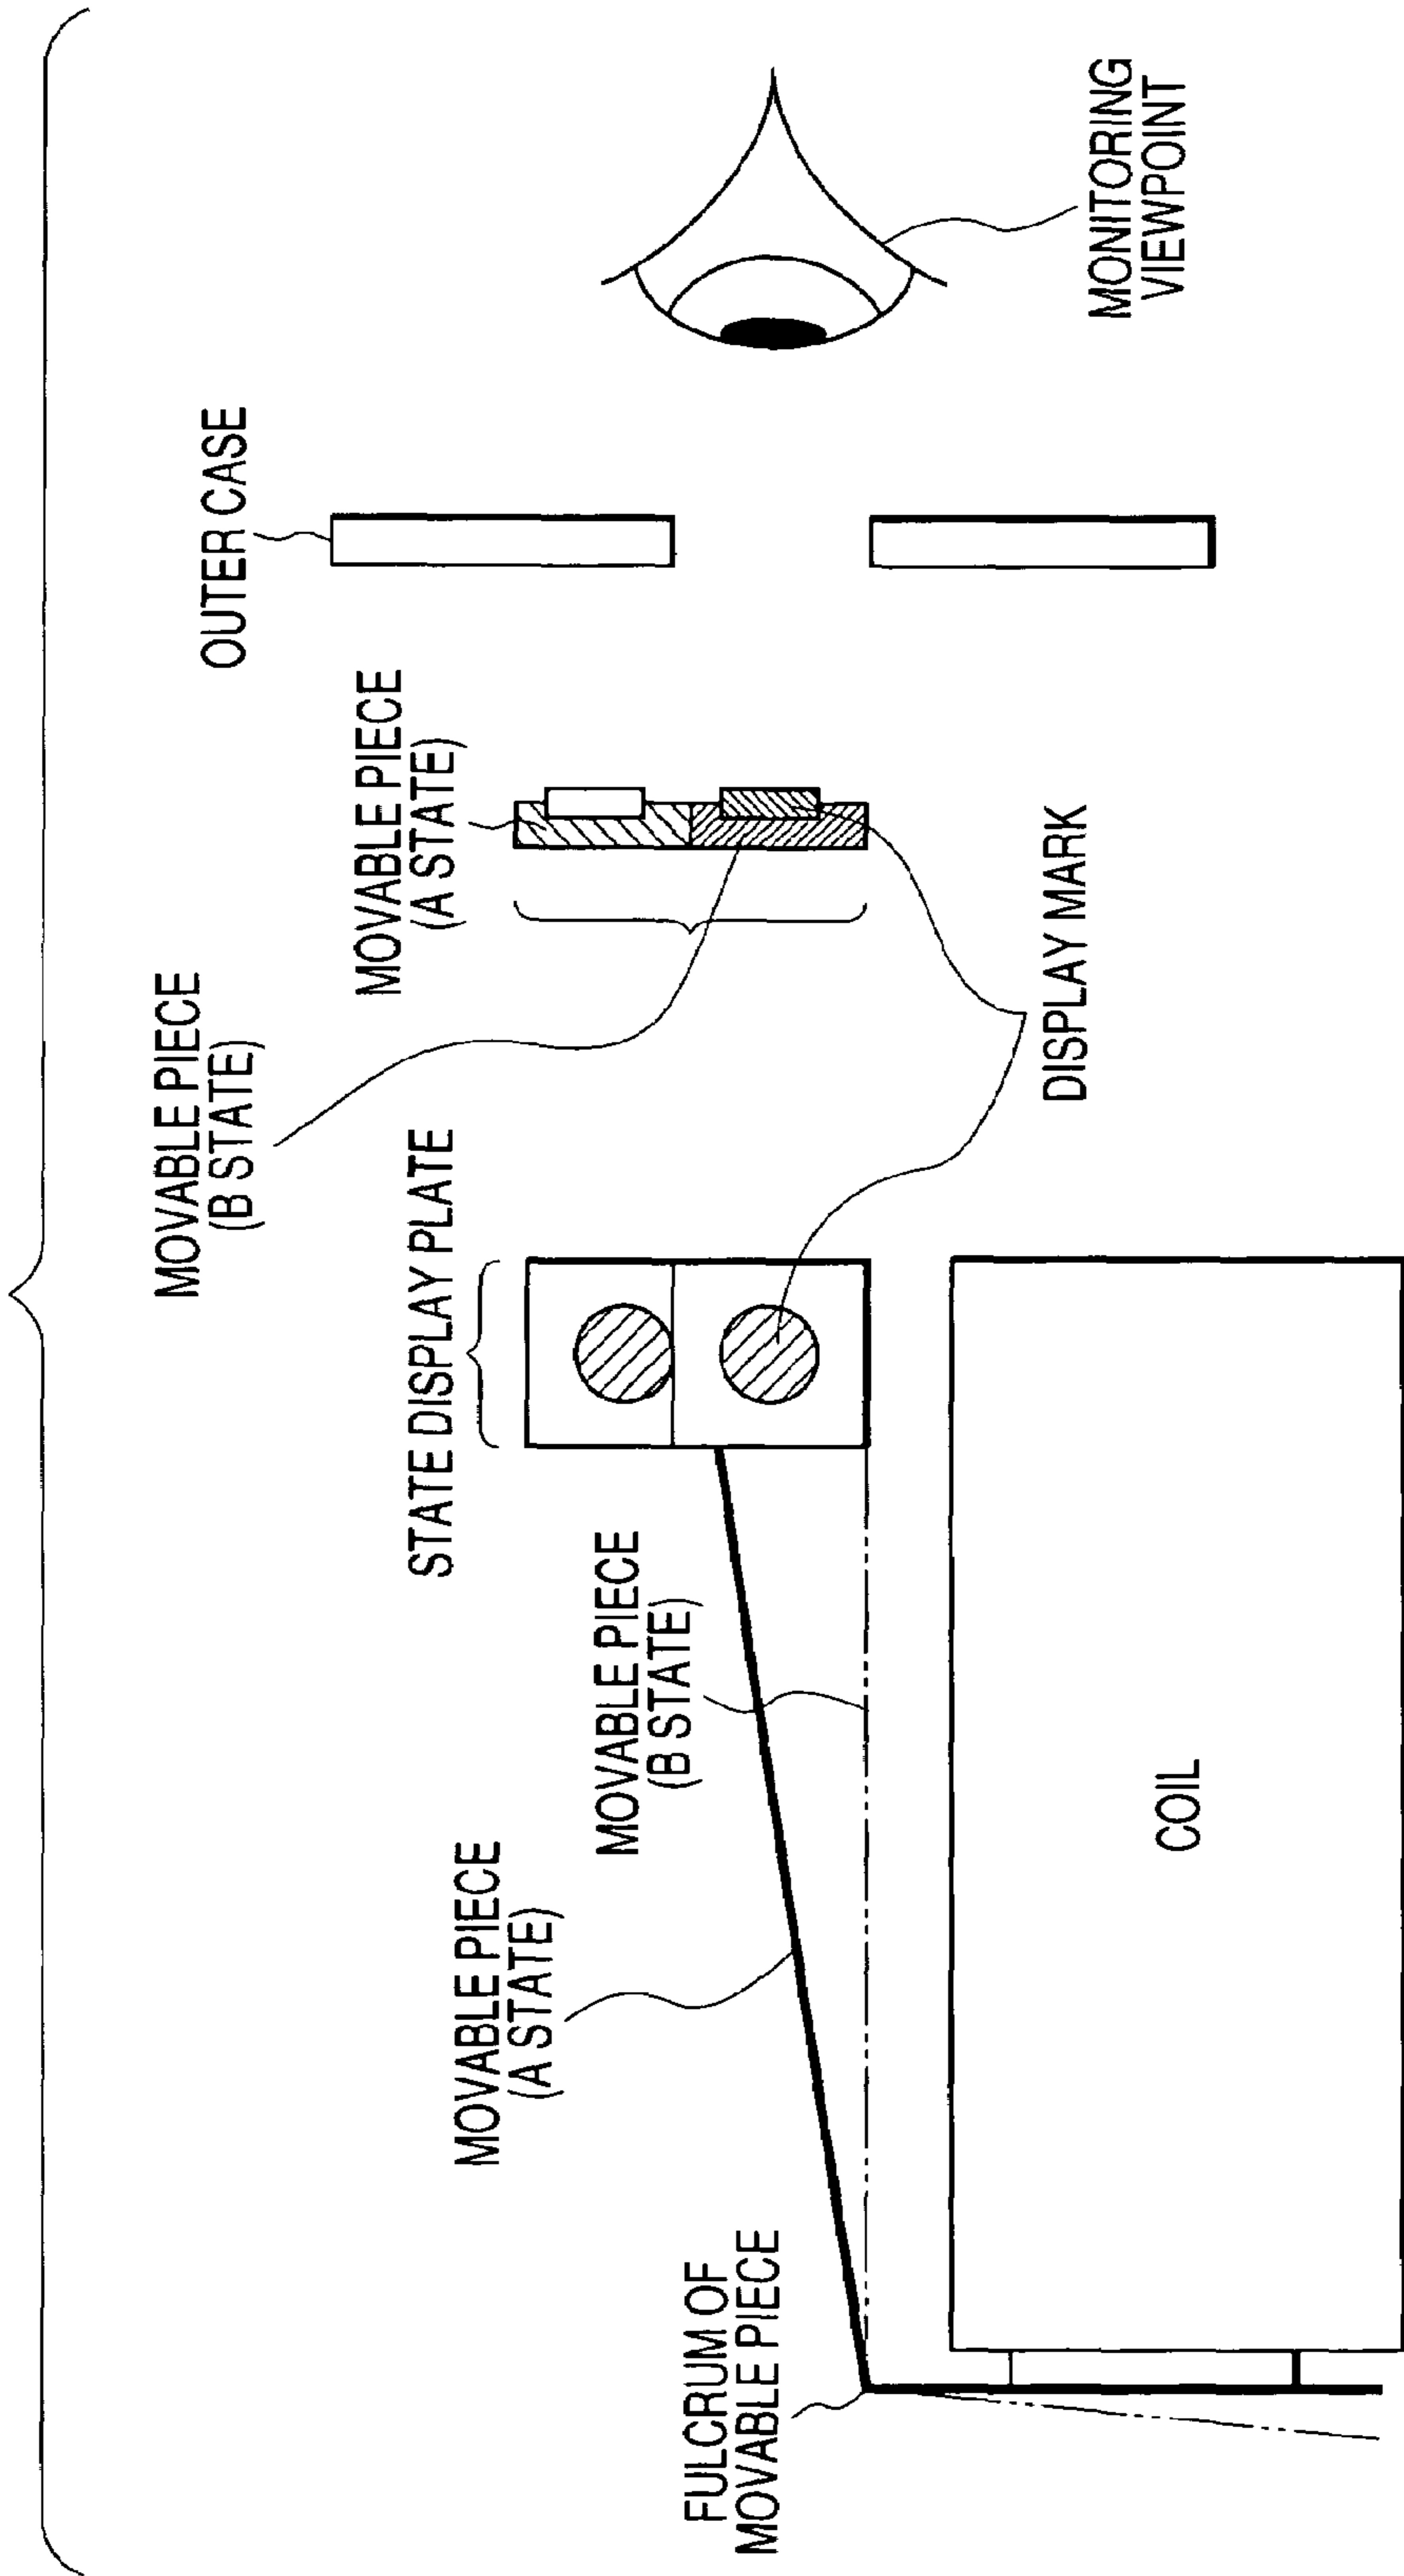 FULCRUM OF
MOVABLE PIECE
MOVABLE PIECE
(A STATE)
MOVABLE PIECE
(B STATE)
STATE DISPLAY PLATE
MOVABLE PIECE
(B STATE)
MOVABLE PIECE
(A STATE)
OUTER CASE
COIL
DISPLAY MARK
MONITORING
VIEWPOINT